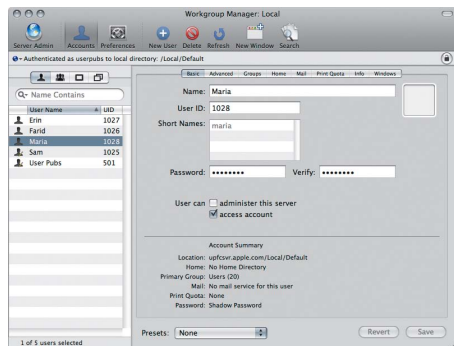 Workgroup Manager: Local
Server Admin Accounts Preferences New User Delete Refresh New Window Search
Authenticated as userpubs to local directory: /Local/Default
Name Contains
User Name UID
Erin 1027
Farid 1026
Maria 1028
Sam 1025
User Pubs 501
1 of 5 users selected
Basic Advanced Groups Home Mail Print Quota Info Windows
Name: Maria
User ID: 1028
Short Names: maria
Password: •••••••• Verify: ••••••••
User can administer this server
access account
Account Summary
Location: upfcsvr.apple.com/Local/Default
Home: No Home Directory
Primary Group: Users (20)
Mail: No mail service for this user
Print Quota: None
Password: Shadow Password
Presets: None Revert Save